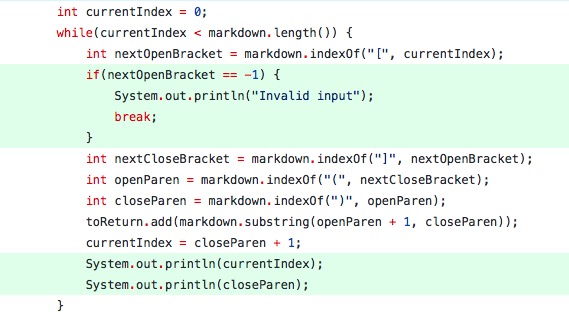 int currentIndex = 0;
while(currentIndex < markdown.length()) {
    int nextOpenBracket = markdown.indexOf("[", currentIndex);
    if(nextOpenBracket == -1) {
        System.out.println("Invalid input");
        break;
    }
    int nextCloseBracket = markdown.indexOf("]", nextOpenBracket);
    int openParen = markdown.indexOf("(", nextCloseBracket);
    int closeParen = markdown.indexOf(")", openParen);
    toReturn.add(markdown.substring(openParen + 1, closeParen));
    currentIndex = closeParen + 1;
    System.out.println(currentIndex);
    System.out.println(closeParen);
}